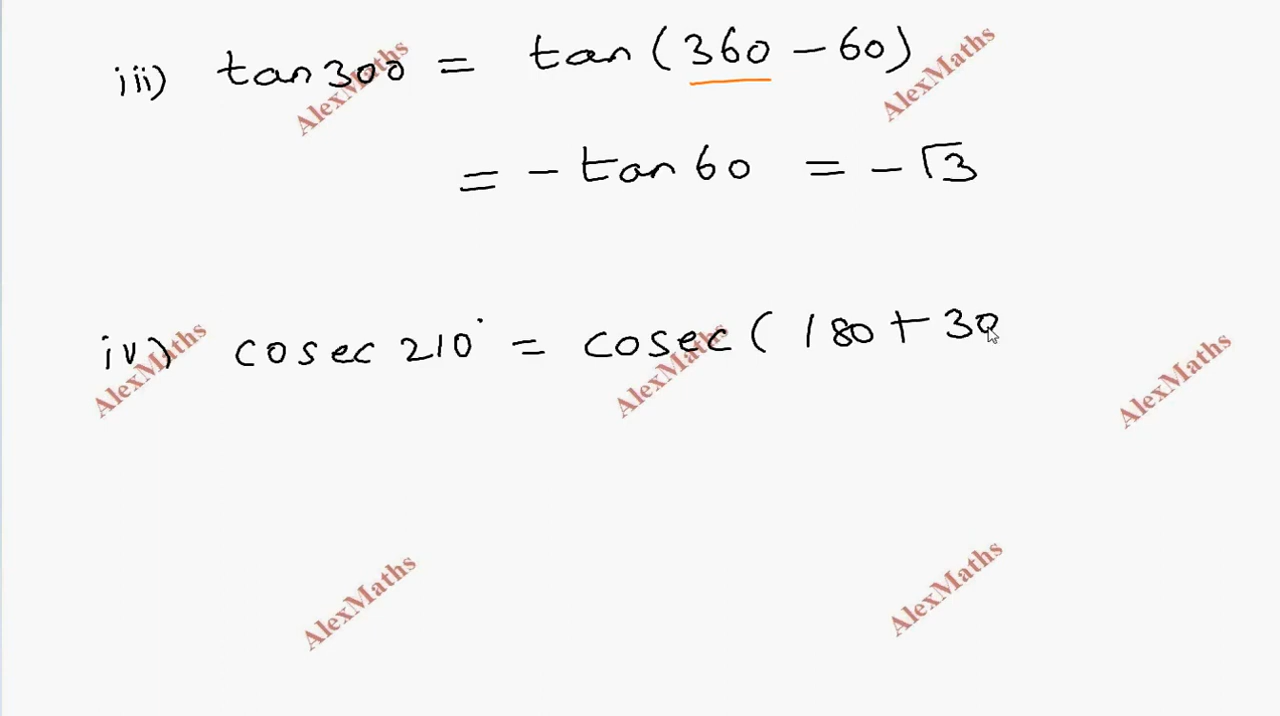 iii) tan300 = tan(360 - 60)
= - tan60 = - √3
iv) cosec 210° = cosec ( 180 + 30
AlexMaths
AlexMaths
AlexMaths
AlexMaths
AlexMaths
AlexMaths
AlexMaths